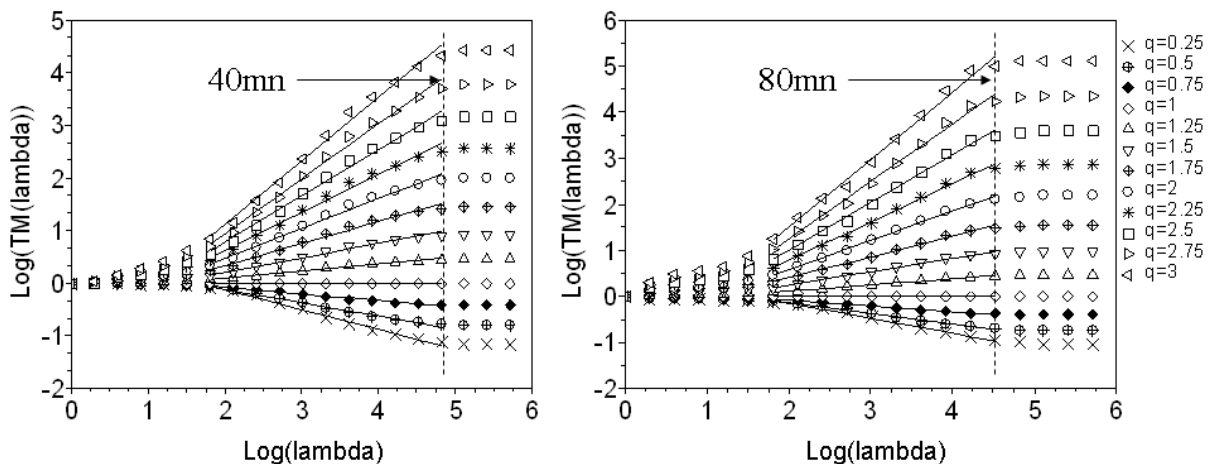 Log(TM(lambda))
5
4
3
2
1
0
-1
-2
40mn
0 1 2 3 4 5 6
Log(lambda)
Log(TM(lambda))
6
5
4
3
2
1
0
-1
-2
80mn
0 1 2 3 4 5 6
Log(lambda)
q=0.25
q=0.5
q=0.75
q=1
q=1.25
q=1.5
q=1.75
q=2
q=2.25
q=2.5
q=2.75
q=3